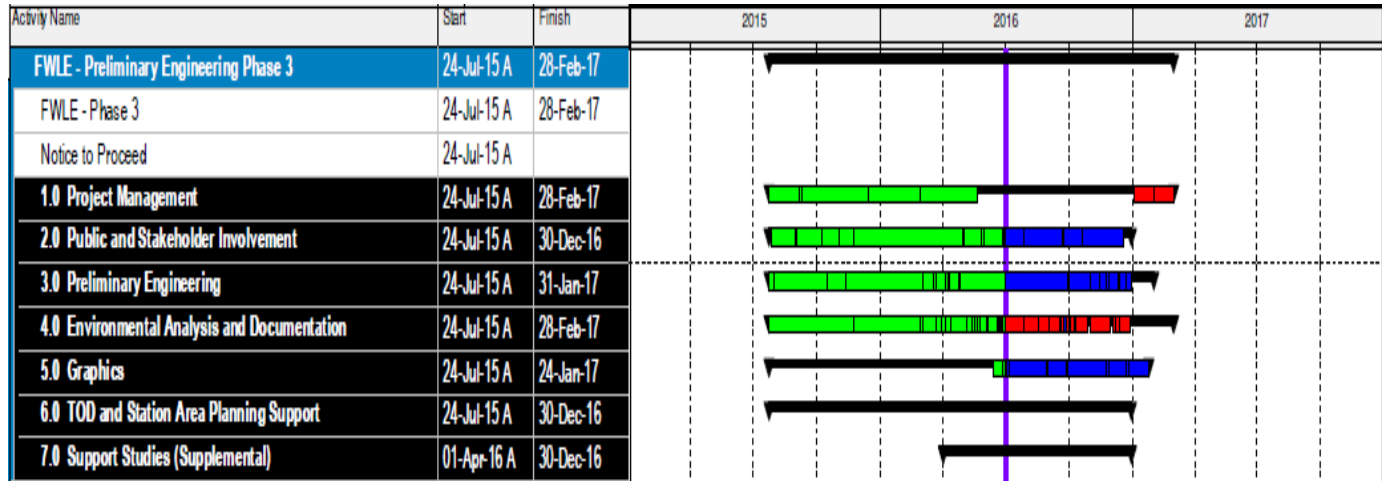 Activity Name Start Finish 2015 2016 2017
FWLE - Preliminary Engineering Phase 3 24-Jul-15 A 28-Feb-17
FWLE - Phase 3 24-Jul-15 A 28-Feb-17
Notice to Proceed 24-Jul-15 A
1.0 Project Management 24-Jul-15 A 28-Feb-17
2.0 Public and Stakeholder Involvement 24-Jul-15 A 30-Dec-16
3.0 Preliminary Engineering 24-Jul-15 A 31-Jan-17
4.0 Environmental Analysis and Documentation 24-Jul-15 A 28-Feb-17
5.0 Graphics 24-Jul-15 A 24-Jan-17
6.0 TOD and Station Area Planning Support 24-Jul-15 A 30-Dec-16
7.0 Support Studies (Supplemental) 01-Apr-16 A 30-Dec-16